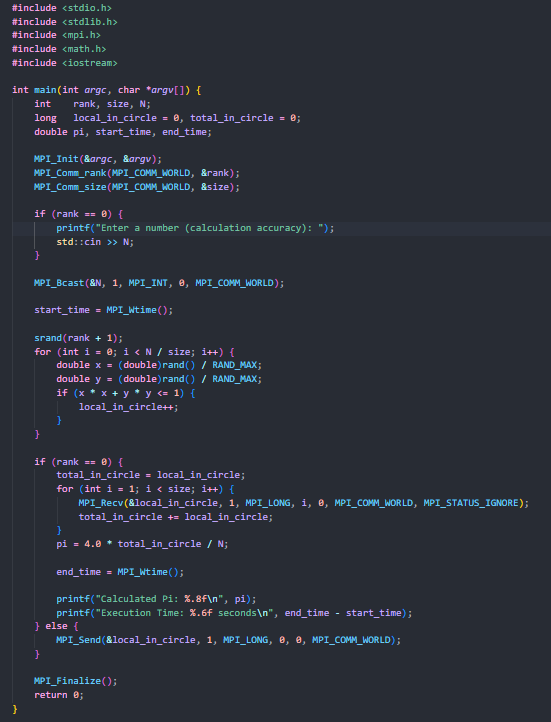 #include <stdio.h>
#include <stdlib.h>
#include <mpi.h>
#include <math.h>
#include <iostream>

int main(int argc, char *argv[]) {
    int    rank, size, N;
    long   local_in_circle = 0, total_in_circle = 0;
    double pi, start_time, end_time;

    MPI_Init(&argc, &argv);
    MPI_Comm_rank(MPI_COMM_WORLD, &rank);
    MPI_Comm_size(MPI_COMM_WORLD, &size);

    if (rank == 0) {
        printf("Enter a number (calculation accuracy): ");
        std::cin >> N;
    }

    MPI_Bcast(&N, 1, MPI_INT, 0, MPI_COMM_WORLD);

    start_time = MPI_Wtime();

    srand(rank + 1);
    for (int i = 0; i < N / size; i++) {
        double x = (double)rand() / RAND_MAX;
        double y = (double)rand() / RAND_MAX;
        if (x * x + y * y <= 1) {
            local_in_circle++;
        }
    }

    if (rank == 0) {
        total_in_circle = local_in_circle;
        for (int i = 1; i < size; i++) {
            MPI_Recv(&local_in_circle, 1, MPI_LONG, i, 0, MPI_COMM_WORLD, MPI_STATUS_IGNORE);
            total_in_circle += local_in_circle;
        }
        pi = 4.0 * total_in_circle / N;

        end_time = MPI_Wtime();

        printf("Calculated Pi: %.8f\n", pi);
        printf("Execution Time: %.6f seconds\n", end_time - start_time);
    } else {
        MPI_Send(&local_in_circle, 1, MPI_LONG, 0, 0, MPI_COMM_WORLD);
    }

    MPI_Finalize();
    return 0;
}